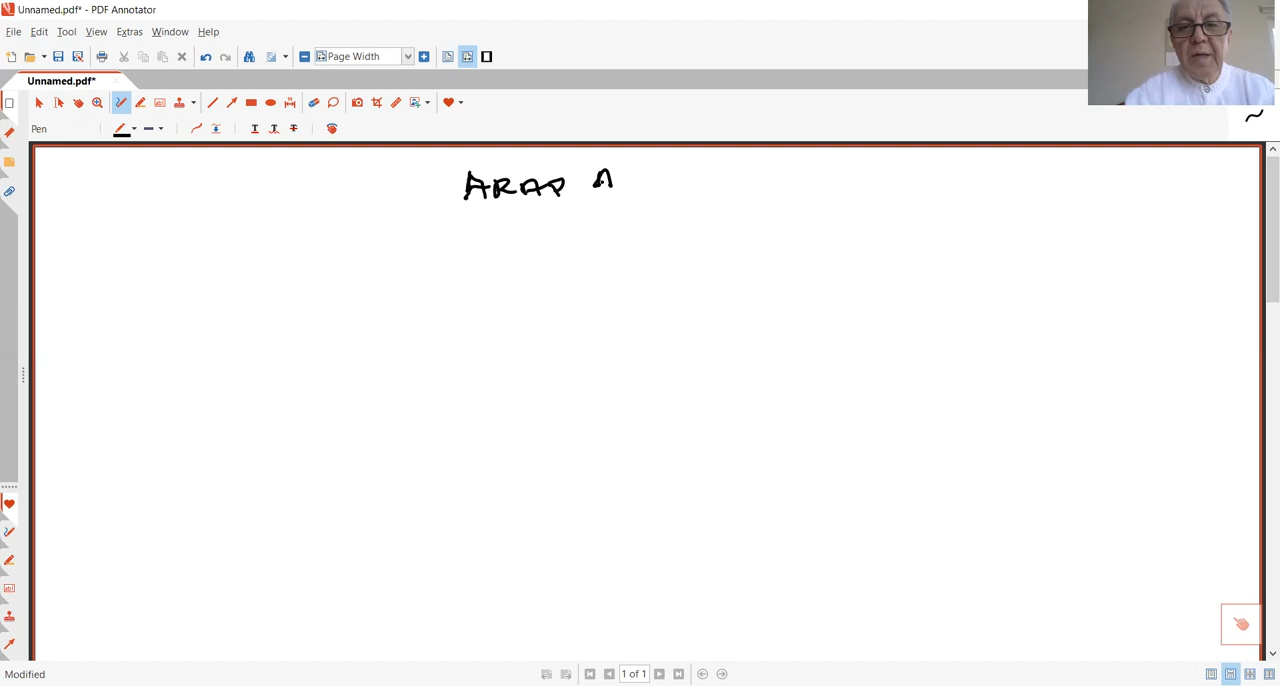 Unnamed.pdf* - PDF Annotator
File Edit Tool View Extras Window Help
Page Width
Unnamed.pdf*
Pen
ARAP A
Modified
1 of 1